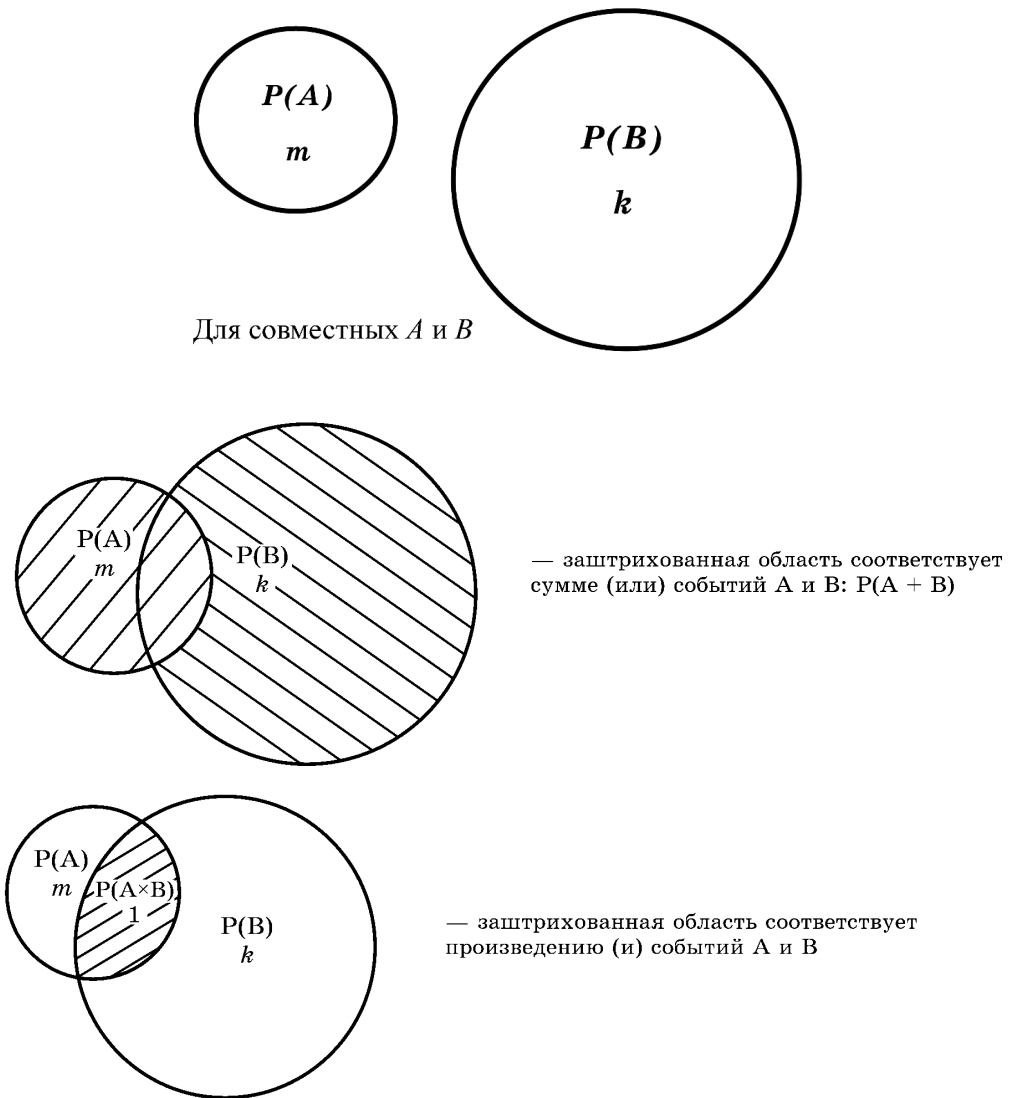 P(A)
m
P(B)
k
Для совместных A и B
P(A)
m
P(B)
k
— заштрихованная область соответствует
сумме (или) событий А и В: P(A + B)
P(A)
m
P(A×B)
1
P(B)
k
— заштрихованная область соответствует
произведению (и) событий А и В